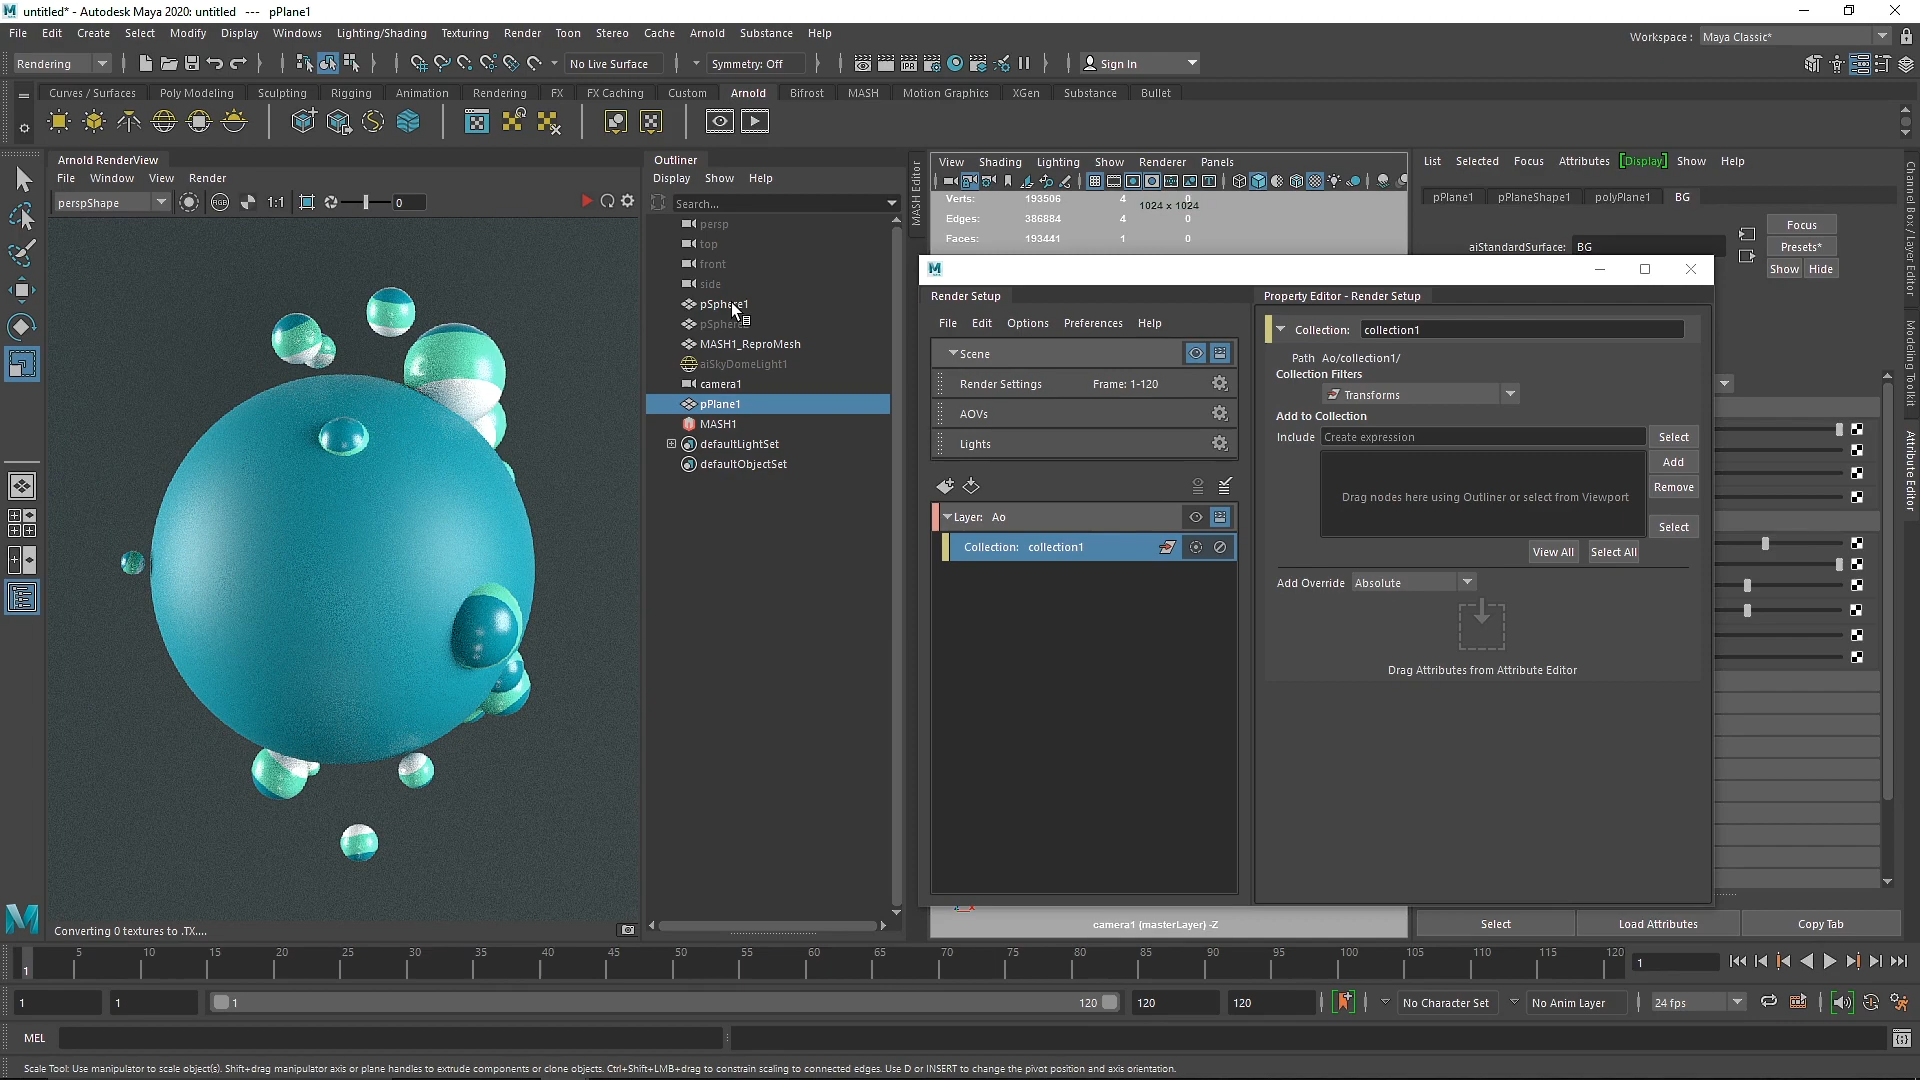 untitled* - Autodesk Maya 2020: untitled --- pPlane1
File Edit Create Select Modify Display Windows Lighting/Shading Texturing Render Toon Stereo Cache Arnold Substance Help
Workspace : Maya Classic*
Rendering No Live Surface Symmetry: Off Sign In
Curves / Surfaces Poly Modeling Sculpting Rigging Animation Rendering FX FX Caching Custom Arnold Bifrost MASH Motion Graphics XGen Substance Bullet
Arnold RenderView
File Window View Render
perspShape RGB 1:1 0
Converting 0 textures to .TX....
Outliner
Display Show Help
Search...
persp
top
front
side
pSphere1
pSphere
MASH1_ReproMesh
aiSkyDomeLight1
camera1
pPlane1
MASH1
defaultLightSet
defaultObjectSet
MASH Editor
View Shading Lighting Show Renderer Panels
Verts: 193506 4 0
1024 x 1024
Edges: 386884 4 0
Faces: 193441 1 0
camera1 (masterLayer) -Z
Render Setup
File Edit Options Preferences Help
Scene
Render Settings Frame: 1-120
AOVs
Lights
Layer: Ao
Collection: collection1
Property Editor - Render Setup
Collection: collection1
Path Ao/collection1/
Collection Filters
Transforms
Add to Collection
Include Create expression Select
Add
Remove
Drag nodes here using Outliner or select from Viewport
Select
View All Select All
Add Override Absolute
Drag Attributes from Attribute Editor
List Selected Focus Attributes [Display] Show Help
pPlane1 pPlaneShape1 polyPlane1 BG
aiStandardSurface: BG
Focus
Presets*
Show Hide
Select Load Attributes Copy Tab
Channel Box / Layer Editor
Modeling Toolkit
Attribute Editor
5 10 15 20 25 30 35 40 45 50 55 60 65 70 75 80 85 90 95 100 105 110 115 120
1 1
1 1 1 120 120 120 No Character Set No Anim Layer 24 fps
MEL
Scale Tool: Use manipulator to scale object(s). Shift+drag manipulator axis or plane handles to extrude components or clone objects. Ctrl+Shift+LMB+drag to constrain scaling to connected edges. Use D or INSERT to change the pivot position and axis orientation.